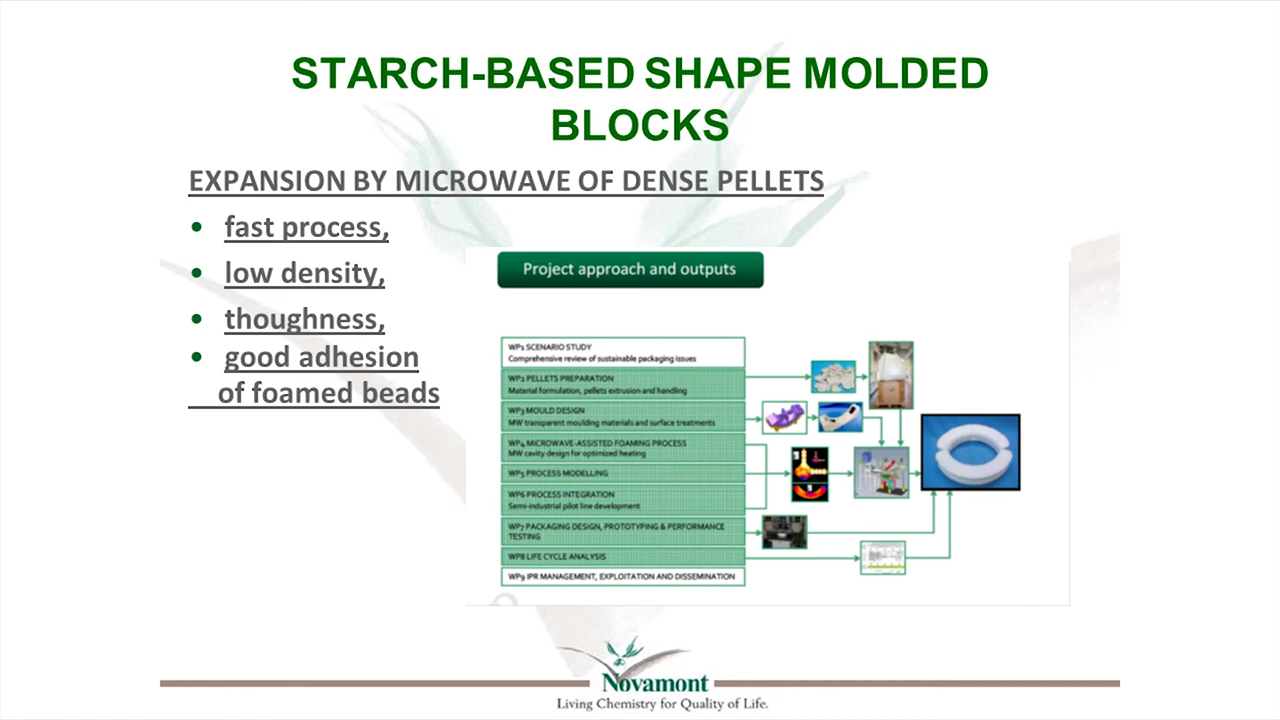 STARCH-BASED SHAPE MOLDED
BLOCKS
EXPANSION BY MICROWAVE OF DENSE PELLETS
• fast process,
• low density,
• thoughness,
• good adhesion
of foamed beads
Project approach and outputs
WP1 SCENARIO STUDY
Comprehensive review of sustainable packaging issues
WP2 PELLETS PREPARATION
Material formulation, pellets extrusion and handling
WP3 MOULD DESIGN
MW transparent moulding materials and surface treatments
WP4 MICROWAVE-ASSISTED FOAMING PROCESS
MW cavity design for optimized heating
WP5 PROCESS MODELLING
WP6 PROCESS INTEGRATION
Semi-industrial pilot line development
WP7 PACKAGING DESIGN, PROTOTYPING & PERFORMANCE
TESTING
WP8 LIFE CYCLE ANALYSIS
WP9 IPR MANAGEMENT, EXPLOITATION AND DISSEMINATION
Novamont
Living Chemistry for Quality of Life.